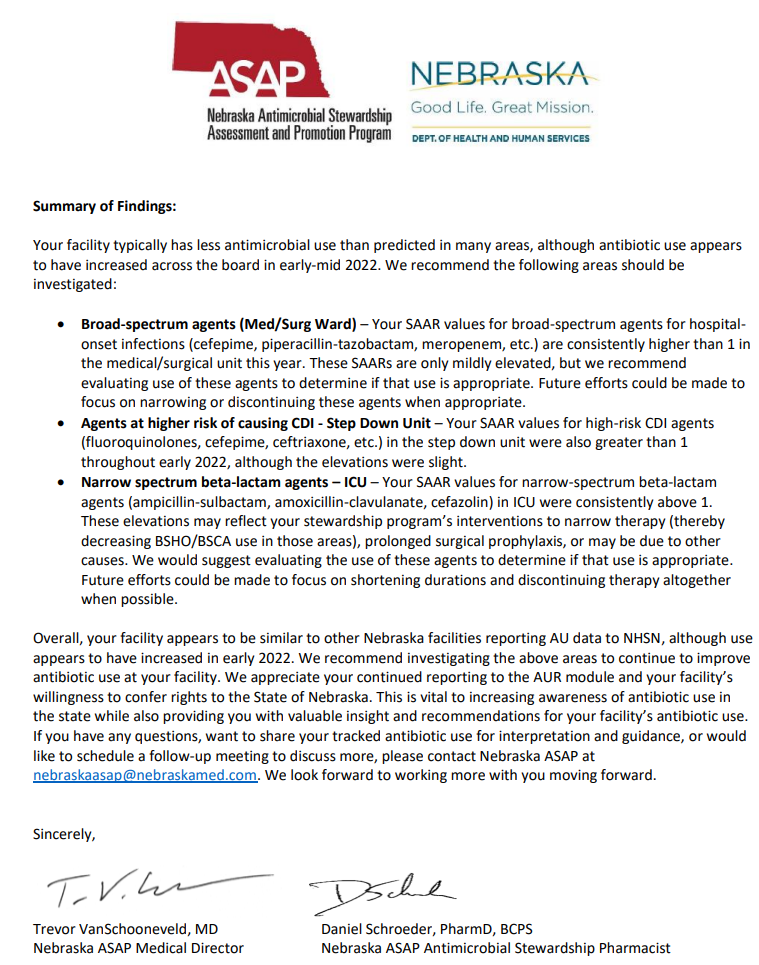 ASAP
Nebraska Antimicrobial Stewardship
Assessment and Promotion Program
NEBRASKA
Good Life. Great Mission.
DEPT. OF HEALTH AND HUMAN SERVICES
Summary of Findings:
Your facility typically has less antimicrobial use than predicted in many areas, although antibiotic use appears
to have increased across the board in early-mid 2022. We recommend the following areas should be
investigated:
• Broad-spectrum agents (Med/Surg Ward) – Your SAAR values for broad-spectrum agents for hospital-
onset infections (cefepime, piperacillin-tazobactam, meropenem, etc.) are consistently higher than 1 in
the medical/surgical unit this year. These SAARs are only mildly elevated, but we recommend
evaluating use of these agents to determine if that use is appropriate. Future efforts could be made to
focus on narrowing or discontinuing these agents when appropriate.
• Agents at higher risk of causing CDI - Step Down Unit – Your SAAR values for high-risk CDI agents
(fluoroquinolones, cefepime, ceftriaxone, etc.) in the step down unit were also greater than 1
throughout early 2022, although the elevations were slight.
• Narrow spectrum beta-lactam agents – ICU – Your SAAR values for narrow-spectrum beta-lactam
agents (ampicillin-sulbactam, amoxicillin-clavulanate, cefazolin) in ICU were consistently above 1.
These elevations may reflect your stewardship program's interventions to narrow therapy (thereby
decreasing BSHO/BSCA use in those areas), prolonged surgical prophylaxis, or may be due to other
causes. We would suggest evaluating the use of these agents to determine if that use is appropriate.
Future efforts could be made to focus on shortening durations and discontinuing therapy altogether
when possible.
Overall, your facility appears to be similar to other Nebraska facilities reporting AU data to NHSN, although use
appears to have increased in early 2022. We recommend investigating the above areas to continue to improve
antibiotic use at your facility. We appreciate your continued reporting to the AUR module and your facility's
willingness to confer rights to the State of Nebraska. This is vital to increasing awareness of antibiotic use in
the state while also providing you with valuable insight and recommendations for your facility's antibiotic use.
If you have any questions, want to share your tracked antibiotic use for interpretation and guidance, or would
like to schedule a follow-up meeting to discuss more, please contact Nebraska ASAP at
nebraskaasap@nebraskamed.com. We look forward to working more with you moving forward.
Sincerely,
Trevor VanSchooneveld, MD
Daniel Schroeder, PharmD, BCPS
Nebraska ASAP Medical Director
Nebraska ASAP Antimicrobial Stewardship Pharmacist